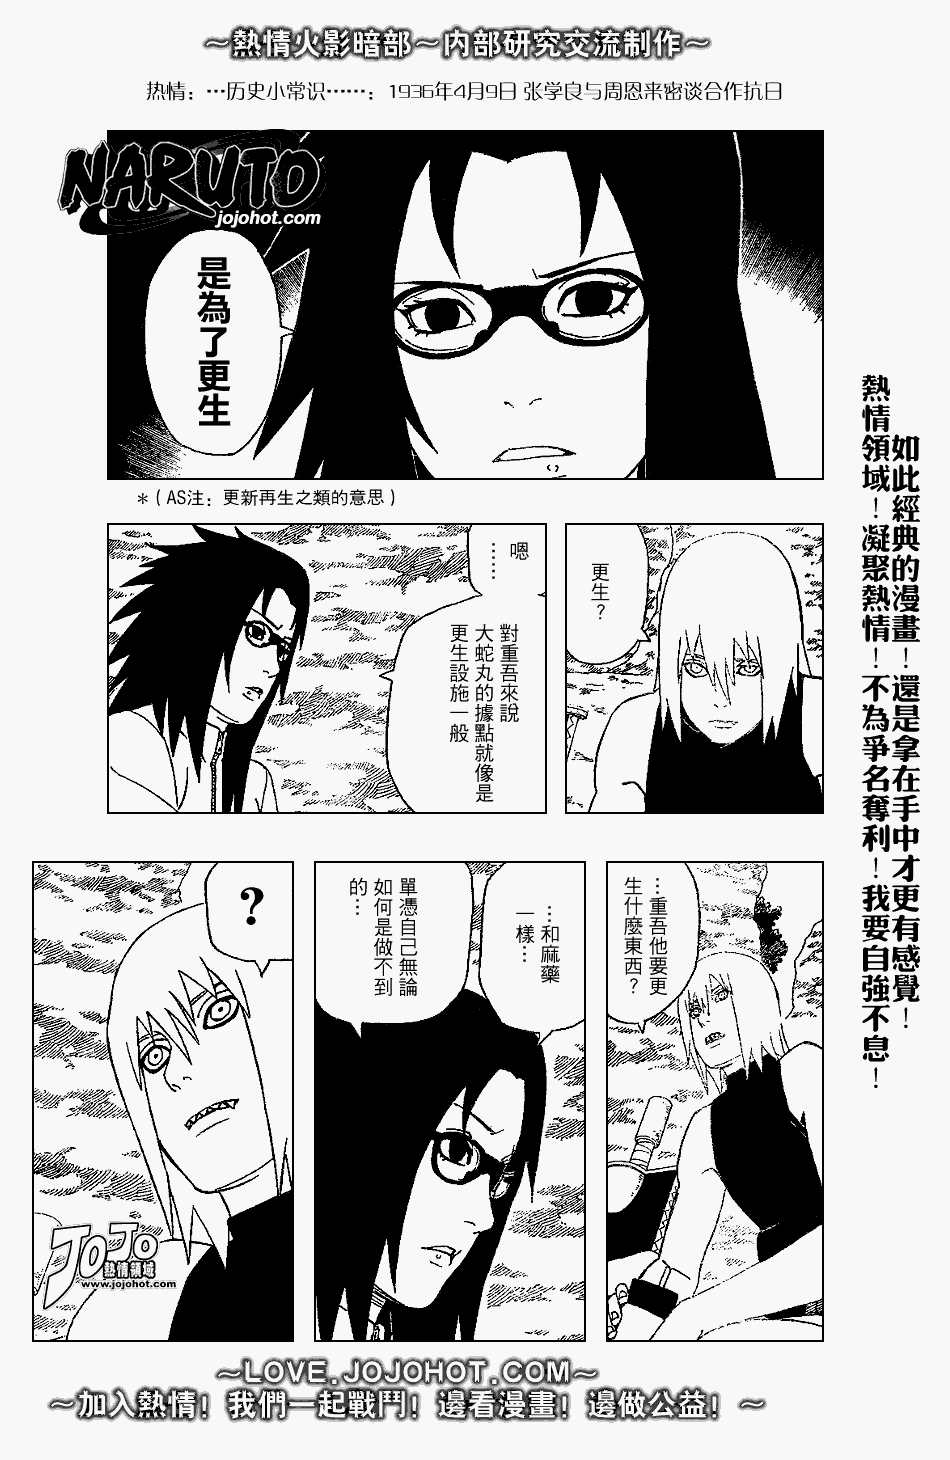 ～熱情火影暗部～内部研究交流制作～
热情：…历史小常识……：1936年4月9日 张学良与周恩来密谈合作抗日
NARUTO
jojohot.com
是為了更生
＊（AS注：更新再生之類的意思）
更生？
嗯……
對重吾來說
大蛇丸的據點就像是
更生設施一般
…重吾他要更
生什麼東西？
…和麻藥
一樣…
單憑自己無論
如何是做不到
的…
？
如此經典的漫畫！還是拿在手中才更有感覺！
熱情領域！凝聚熱情！不為爭名奪利！我要自強不息！
JOJO
熱情領域
www.jojohot.com
～LOVE.JOJOHOT.COM～
～加入熱情！我們一起戰鬥！邊看漫畫！邊做公益！～